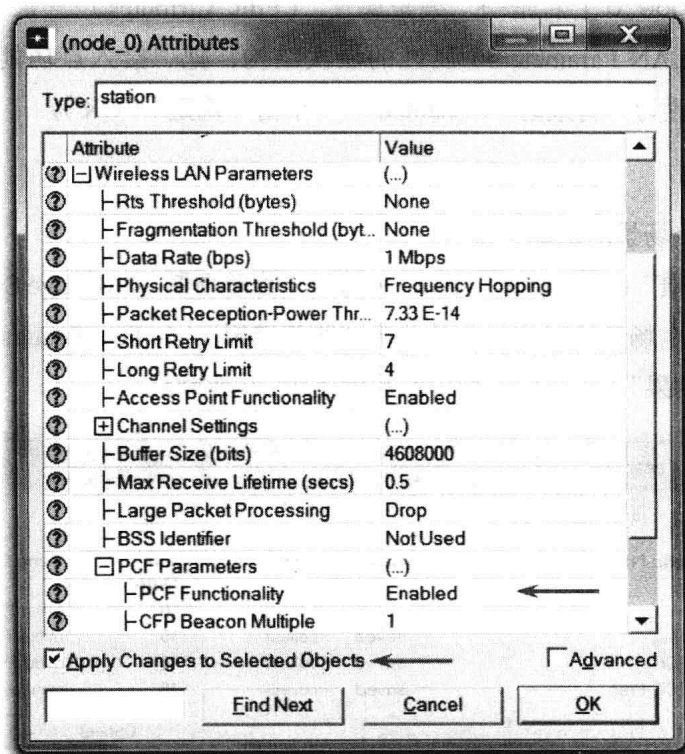 (node_0) Attributes
Type: station
Attribute Value
Wireless LAN Parameters (...)
Rts Threshold (bytes) None
Fragmentation Threshold (byt... None
Data Rate (bps) 1 Mbps
Physical Characteristics Frequency Hopping
Packet Reception-Power Thr... 7.33 E-14
Short Retry Limit 7
Long Retry Limit 4
Access Point Functionality Enabled
Channel Settings (...)
Buffer Size (bits) 4608000
Max Receive Lifetime (secs) 0.5
Large Packet Processing Drop
BSS Identifier Not Used
PCF Parameters (...)
PCF Functionality Enabled
CFP Beacon Multiple 1
Apply Changes to Selected Objects Advanced
Find Next Cancel OK